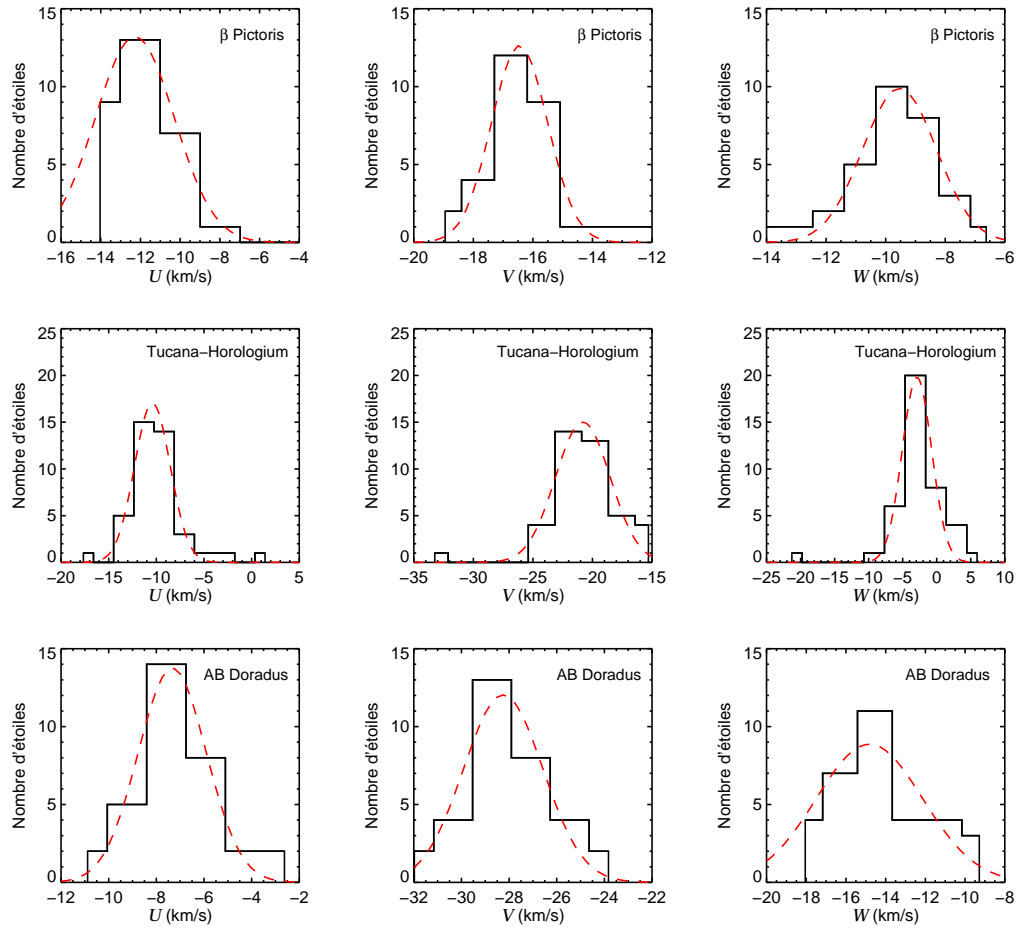 β Pictoris
Nombre d'étoiles
15
10
5
0
−16 −14 −12 −10 −8 −6 −4
U (km/s)
β Pictoris
Nombre d'étoiles
15
10
5
0
−20 −18 −16 −14 −12
V (km/s)
β Pictoris
Nombre d'étoiles
15
10
5
0
−14 −12 −10 −8 −6
W (km/s)
Tucana−Horologium
Nombre d'étoiles
25
20
15
10
5
0
−20 −15 −10 −5 0 5
U (km/s)
Tucana−Horologium
Nombre d'étoiles
25
20
15
10
5
0
−35 −30 −25 −20 −15
V (km/s)
Tucana−Horologium
Nombre d'étoiles
25
20
15
10
5
0
−25 −20 −15 −10 −5 0 5 10
W (km/s)
AB Doradus
Nombre d'étoiles
15
10
5
0
−12 −10 −8 −6 −4 −2
U (km/s)
AB Doradus
Nombre d'étoiles
15
10
5
0
−32 −30 −28 −26 −24 −22
V (km/s)
AB Doradus
Nombre d'étoiles
15
10
5
0
−20 −18 −16 −14 −12 −10 −8
W (km/s)